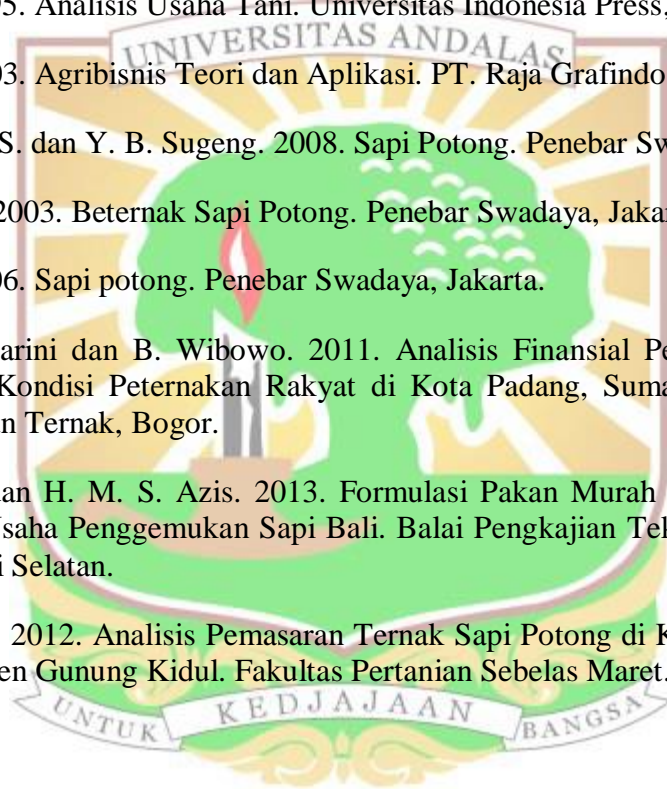 95. Analisis Usaha Tani. Universitas Indonesia Press,
UNIVERSITAS ANDALAS
03. Agribisnis Teori dan Aplikasi. PT. Raja Grafindo
S. dan Y. B. Sugeng. 2008. Sapi Potong. Penebar Sw
2003. Beternak Sapi Potong. Penebar Swadaya, Jakar
06. Sapi potong. Penebar Swadaya, Jakarta.
arini dan B. Wibowo. 2011. Analisis Finansial Pe
Kondisi Peternakan Rakyat di Kota Padang, Suma
n Ternak, Bogor.
dan H. M. S. Azis. 2013. Formulasi Pakan Murah
Usaha Penggemukan Sapi Bali. Balai Pengkajian Tek
i Selatan.
2012. Analisis Pemasaran Ternak Sapi Potong di K
en Gunung Kidul. Fakultas Pertanian Sebelas Maret.
UNTUK KEDJAJAAN BANGSA